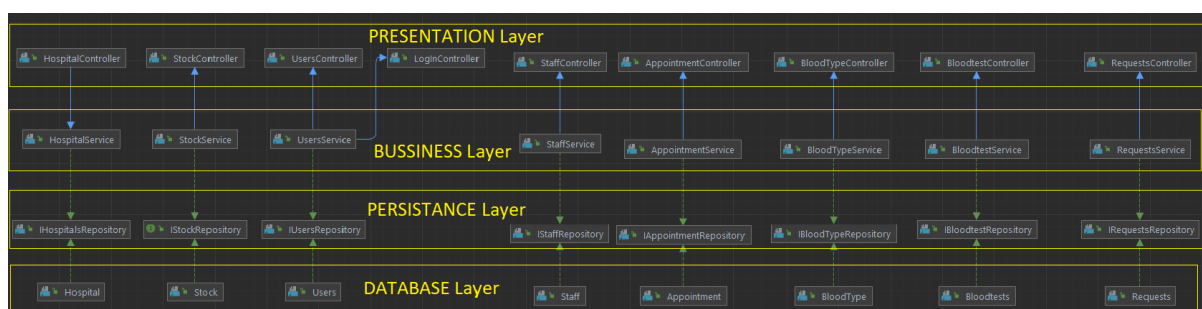 PRESENTATION Layer
HospitalController StockController UsersController LogInController StaffController AppointmentController BloodTypeController BloodtestController RequestsController
HospitalService StockService UsersService StaffService AppointmentService BloodTypeService BloodtestService RequestsService
BUSSINESS Layer
PERSISTANCE Layer
IHospitalsRepository IStockRepository IUsersRepository IStaffRepository IAppointmentRepository IBloodTypeRepository IBloodtestRepository IRequestsRepository
Hospital Stock Users DATABASE Layer Staff Appointment BloodType Bloodtests Requests